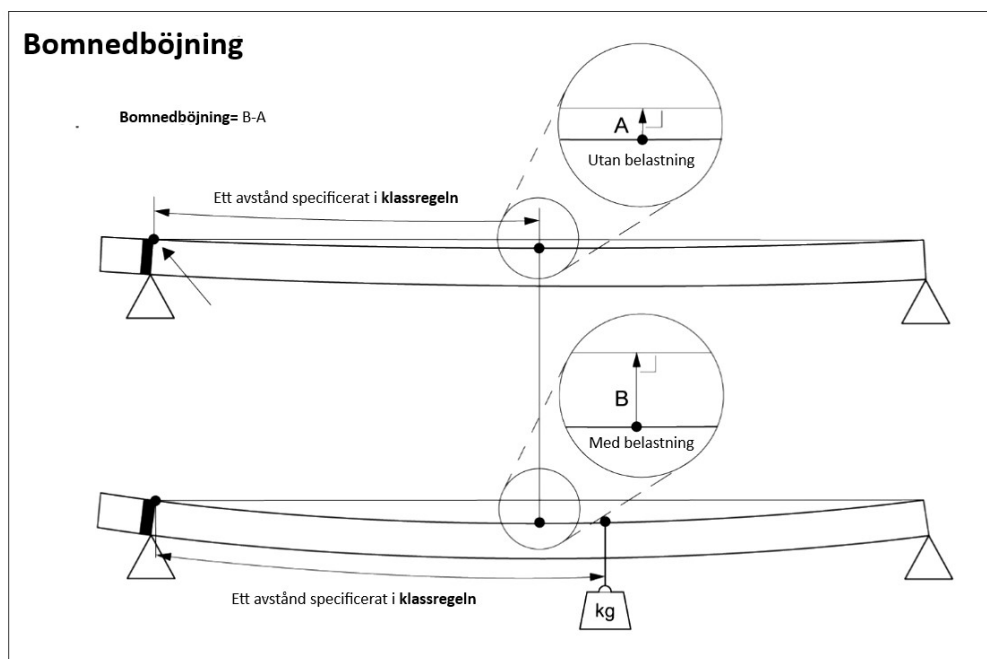 Bomnedböjning
Bomnedböjning= B-A
A
Utan belastning
Ett avstånd specificerat i klassregeln
B
Med belastning
Ett avstånd specificerat i klassregeln
kg